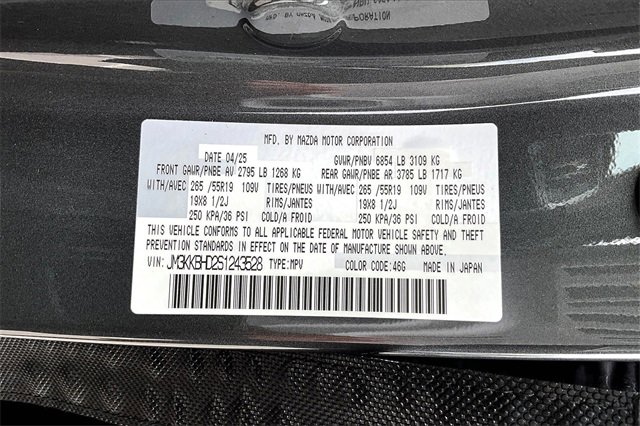 MFD. BY MAZDA MOTOR CORPORATION
DATE 04/25 GVWR/PNBV 6854 LB 3109 KG
FRONT GAWR/PNBE AV 2795 LB 1268 KG REAR GAWR/PNBE AR 3785 LB 1717 KG
WITH/AVEC 265 /55R19 109V TIRES/PNEUS WITH/AVEC 265 /55R19 109V TIRES/PNEUS
19X8 1/2J RIMS/JANTES 19X8 1/2J RIMS/JANTES
250 KPA/36 PSI COLD/A FROID 250 KPA/36 PSI COLD/A FROID
THIS VEHICLE CONFORMS TO ALL APPLICABLE FEDERAL MOTOR VEHICLE SAFETY AND
THEFT PREVENTION STANDARDS IN EFFECT ON THE DATE OF MANUFACTURE SHOWN ABOVE.
VIN: JM3KKBHD2S1243528 TYPE:MPV COLOR CODE:46G MADE IN JAPAN